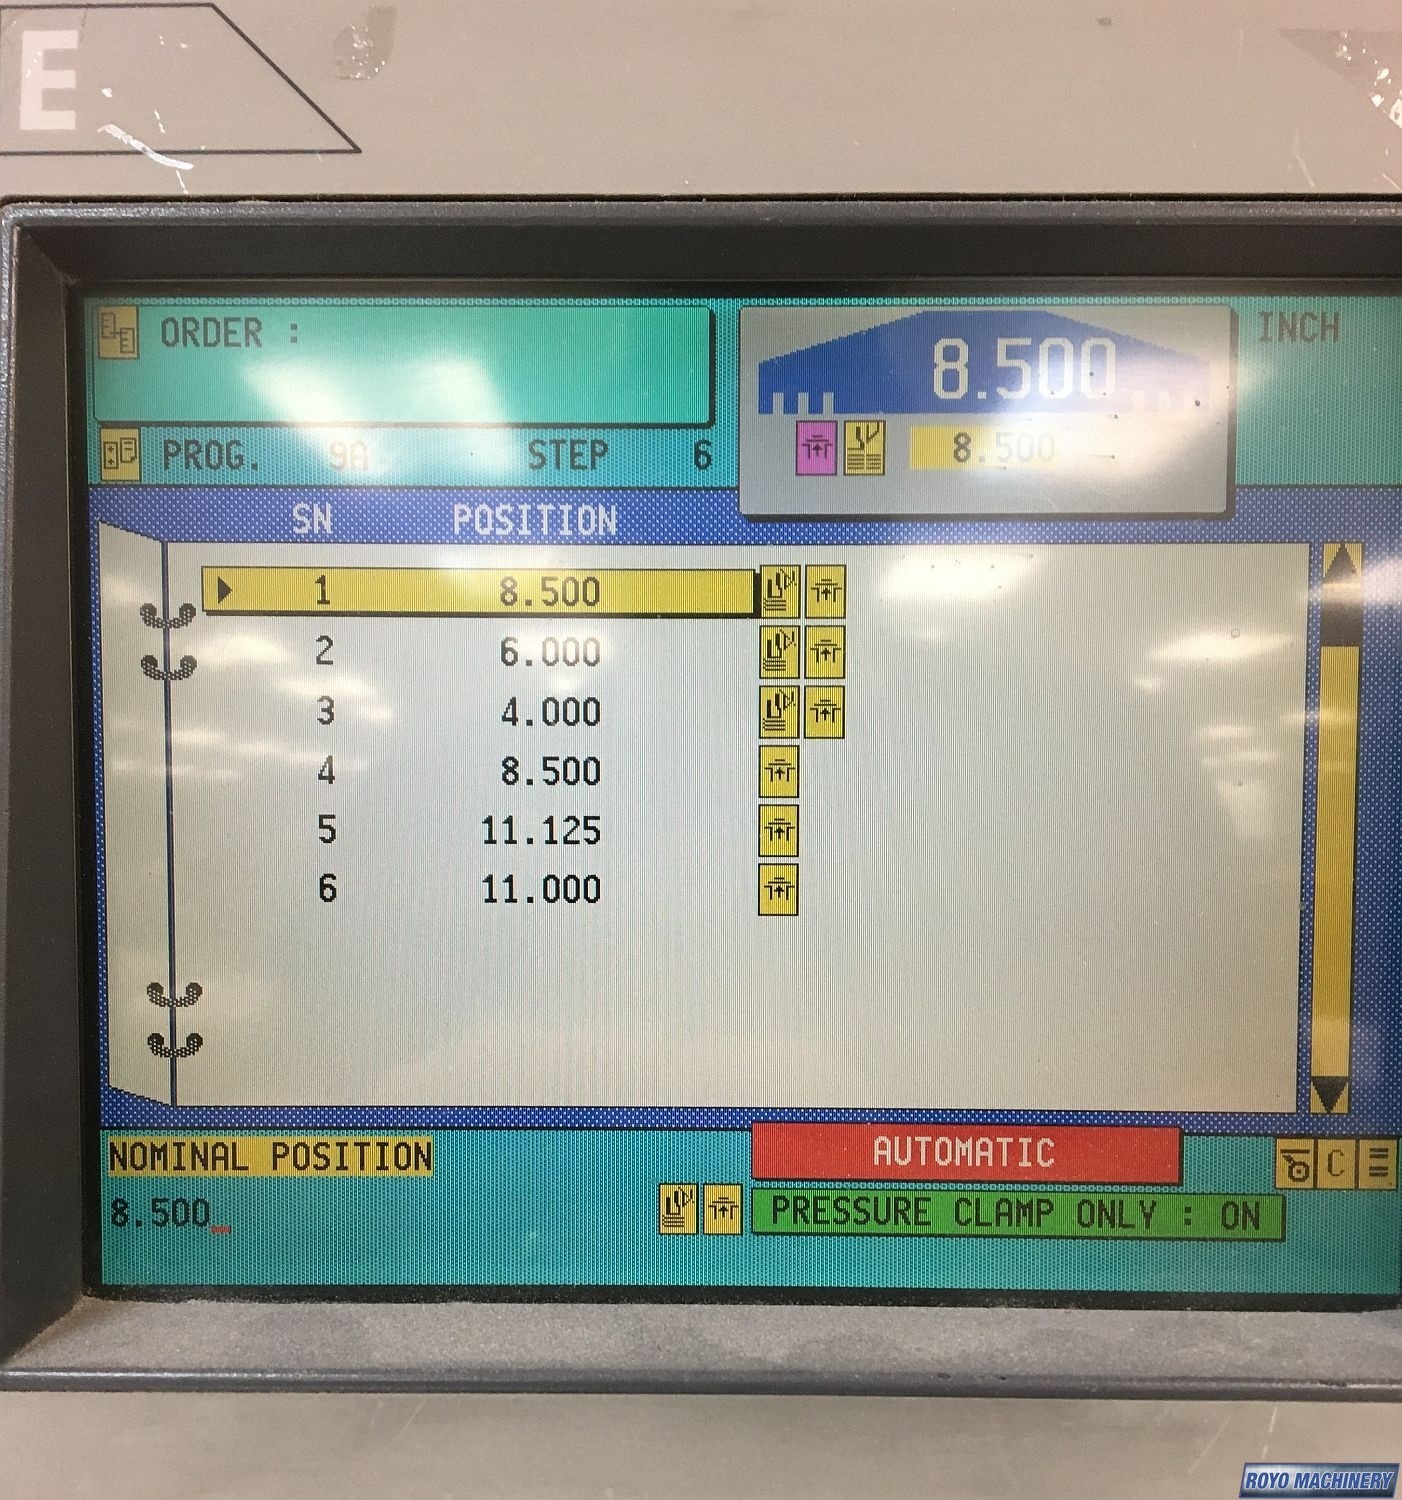 E
ORDER :
8.500
INCH
PROG. 9A STEP 6
8.500
SN POSITION
1 8.500
2 6.000
3 4.000
4 8.500
5 11.125
6 11.000
NOMINAL POSITION
AUTOMATIC
C
8.500_
PRESSURE CLAMP ONLY : ON
ROYO MACHINERY